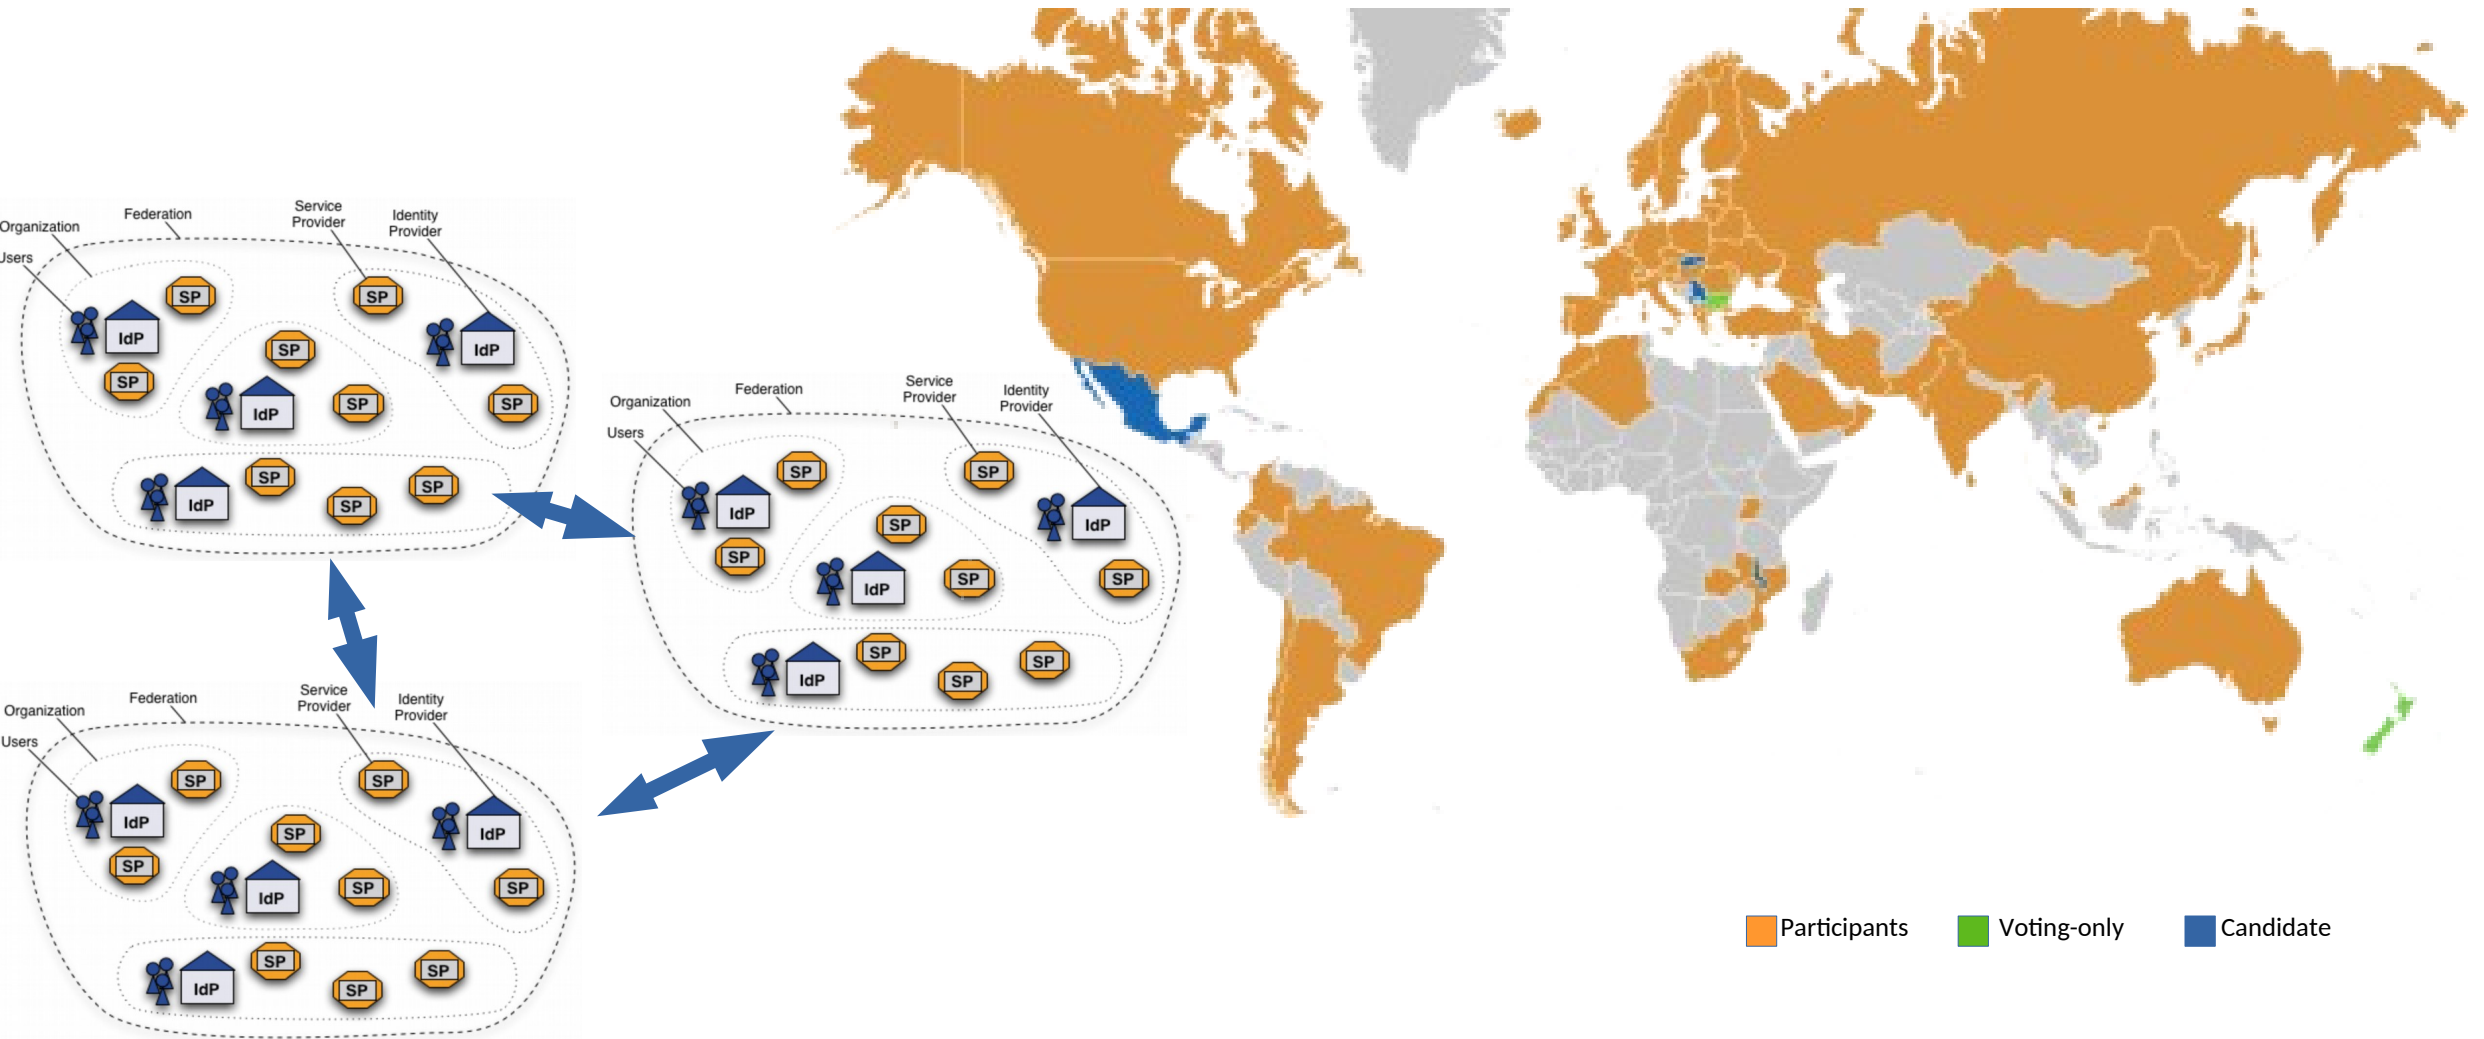 Service
Provider
Identity
Provider
Federation
Organization
Users
SP
SP
IdP
IdP
SP
SP
IdP
SP
SP
SP
SP
IdP
SP
SP
Service
Provider
Identity
Provider
Federation
Organization
Users
SP
SP
IdP
IdP
SP
SP
IdP
SP
SP
SP
SP
IdP
SP
SP
Service
Provider
Identity
Provider
Federation
Organization
Users
SP
SP
IdP
IdP
SP
SP
IdP
SP
SP
SP
SP
IdP
SP
SP
Participants
Voting-only
Candidate